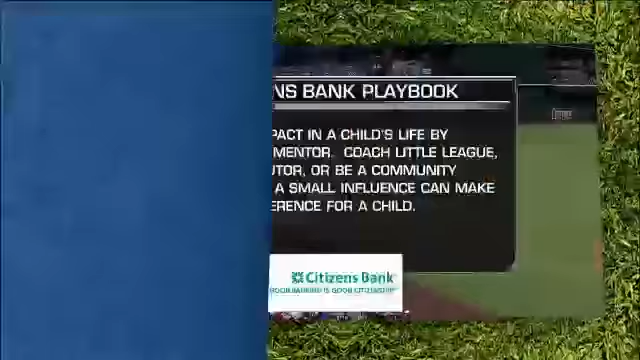 NS BANK PLAYBOOK
PACT IN A CHILD'S LIFE BY
MENTOR. COACH LITTLE LEAGUE,
UTOR, OR BE A COMMUNITY
A SMALL INFLUENCE CAN MAKE
ERENCE FOR A CHILD.
Citizens Bank
GOOD BANKING IS GOOD CITIZENSHIP